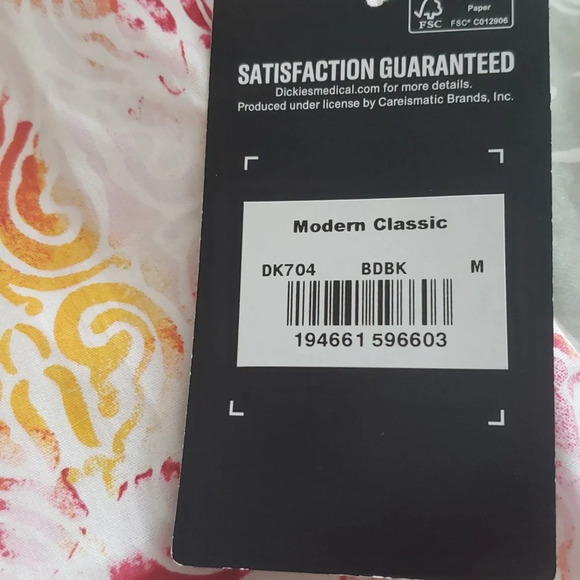 Paper
FSC
FSC® C012906
SATISFACTION GUARANTEED
Dickiesmedical.com for more details.
Produced under license by Careismatic Brands, Inc.
Modern Classic
DK704 BDBK M
194661 596603